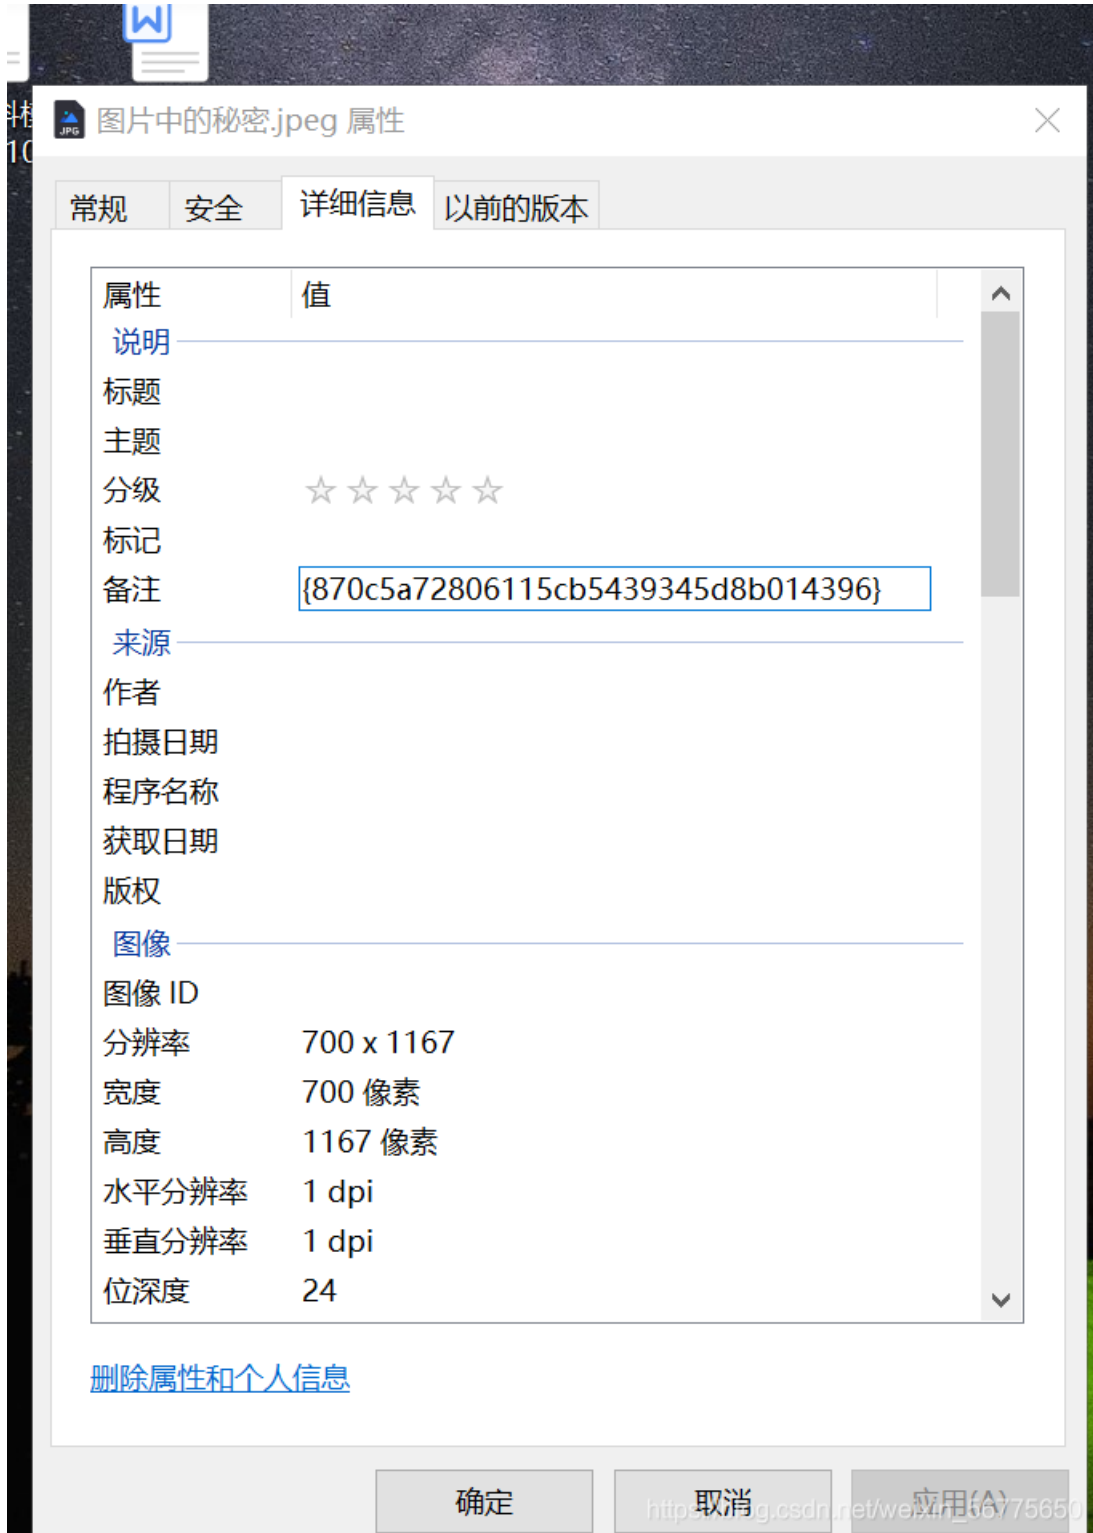 图片中的秘密.jpeg 属性
常规 安全 详细信息 以前的版本
属性 值
说明
标题
主题
分级 ☆☆☆☆☆
标记
备注 {870c5a72806115cb5439345d8b014396}
来源
作者
拍摄日期
程序名称
获取日期
版权
图像
图像 ID
分辨率 700 x 1167
宽度 700 像素
高度 1167 像素
水平分辨率 1 dpi
垂直分辨率 1 dpi
位深度 24
删除属性和个人信息
确定 取消 应用(A)
https://blog.csdn.net/weixin_56775650